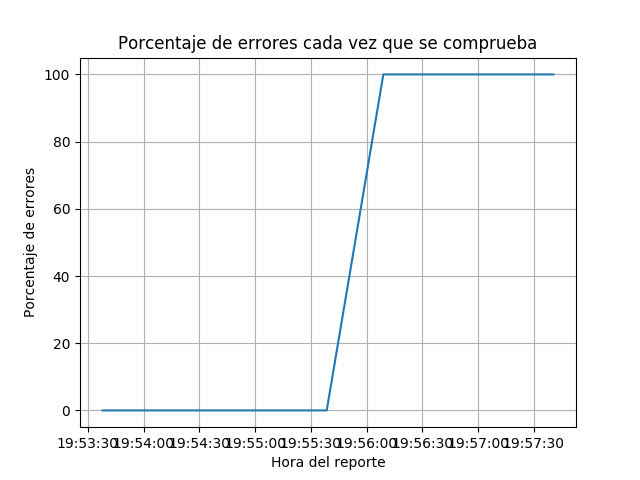 Porcentaje de errores cada vez que se comprueba
Porcentaje de errores
100
80
60
40
20
0
19:53:30 19:54:00 19:54:30 19:55:00 19:55:30 19:56:00 19:56:30 19:57:00 19:57:30
Hora del reporte